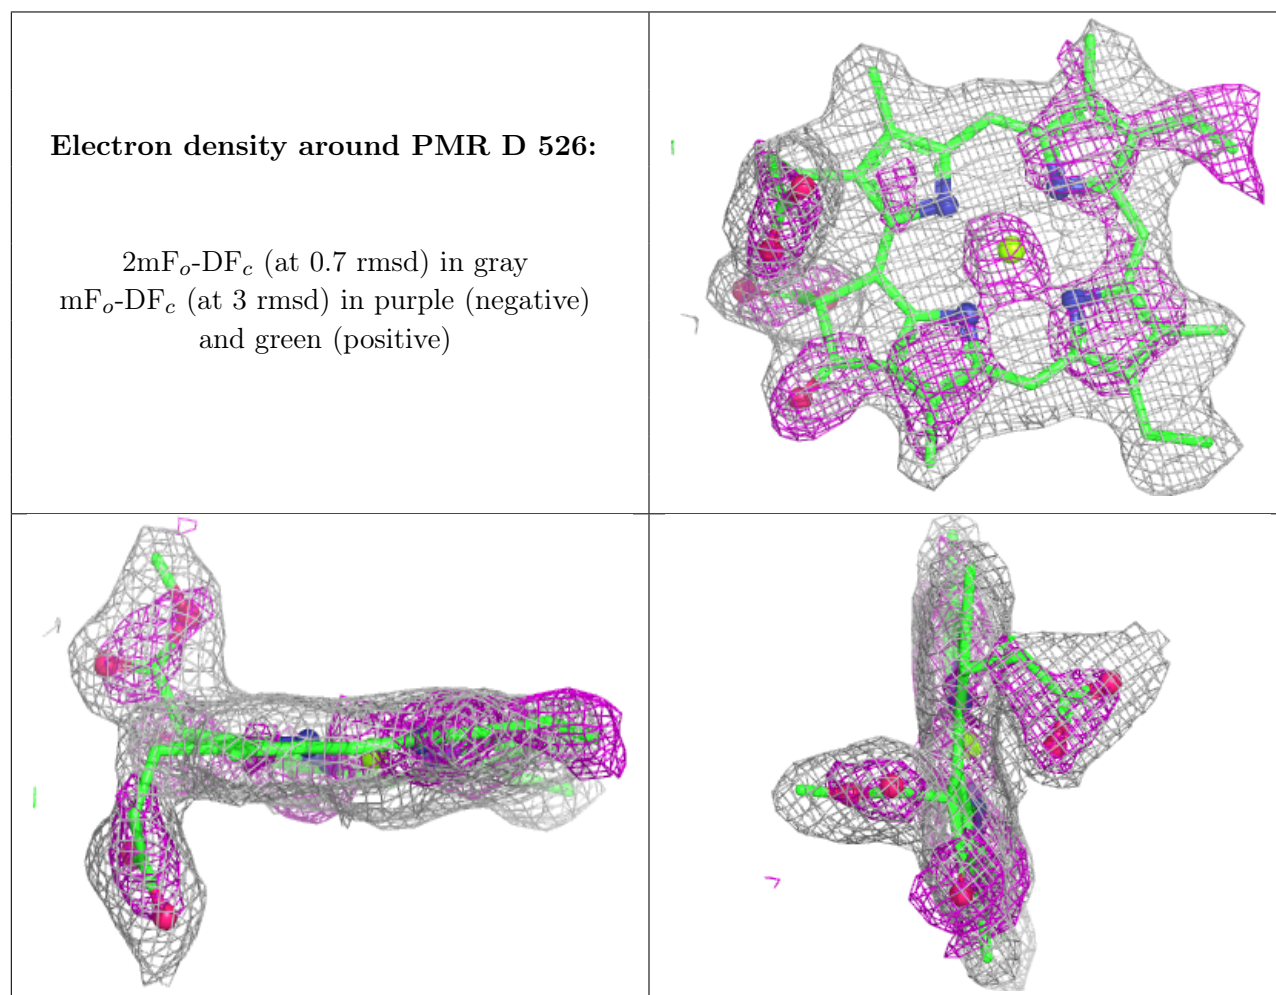 Electron density around PMR D 526:
2mFₒ-DF𝒸 (at 0.7 rmsd) in gray
mFₒ-DF𝒸 (at 3 rmsd) in purple (negative)
and green (positive)